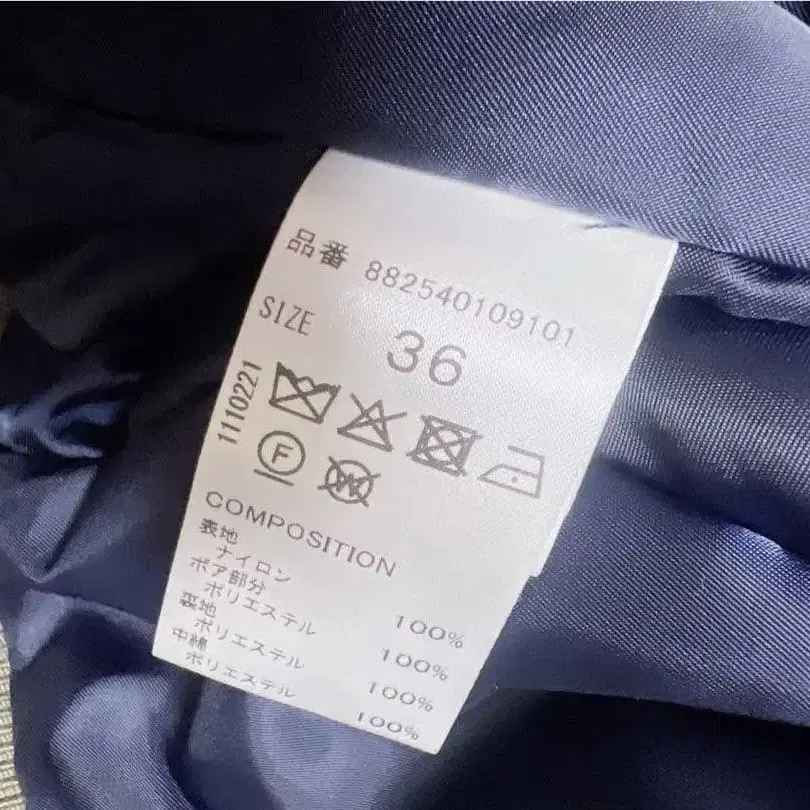 品番 882540109101
SIZE 36
1110221
F
W
COMPOSITION
表地
ナイロン 100%
ボア部分
ポリエステル 100%
裏地
ポリエステル 100%
中綿
ポリエステル 100%